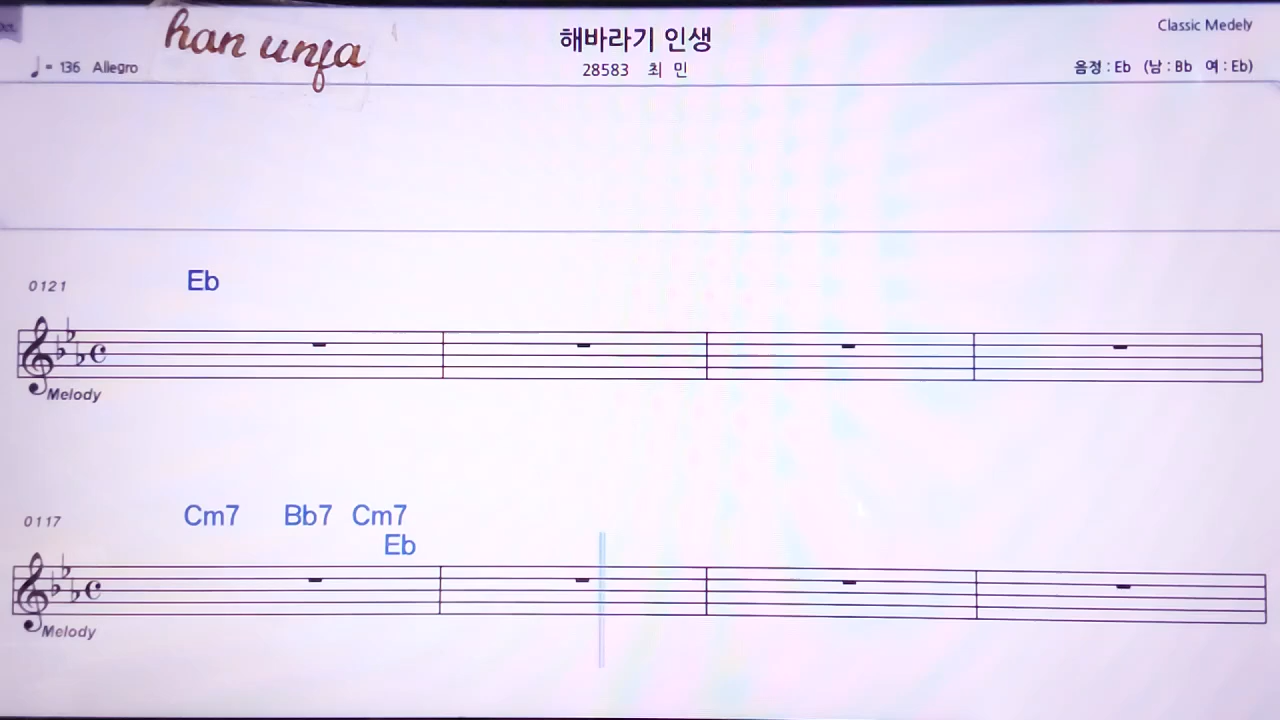 han unfa
해바라기 인생
Classic Medely
♩= 136 Allegro
28583 최 민
음정 : Eb (남 : Bb 여 : Eb)
0121
Eb
Melody
0117
Cm7 Bb7 Cm7
Eb
Melody